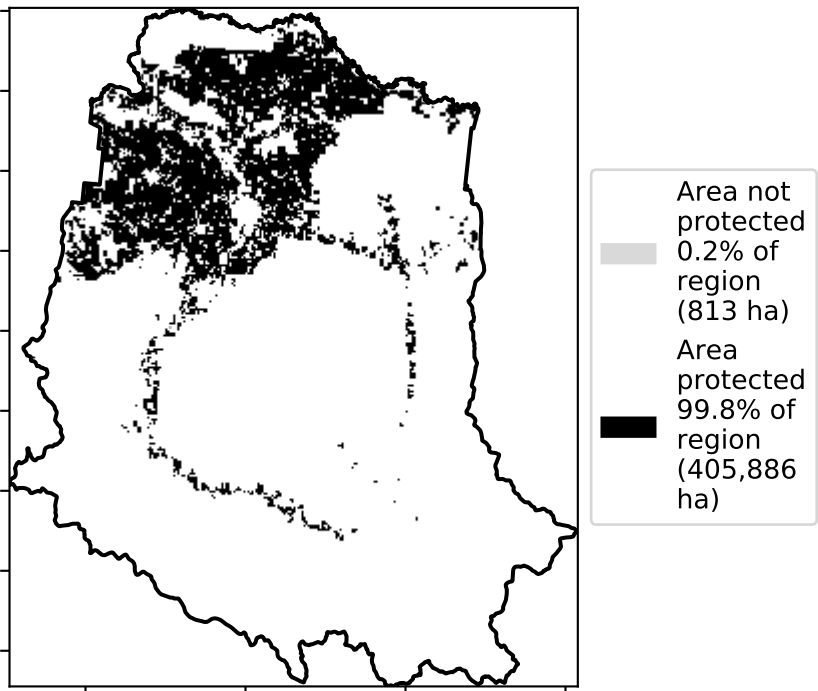 Area not
protected
0.2% of
region
(813 ha)
Area
protected
99.8% of
region
(405,886
ha)